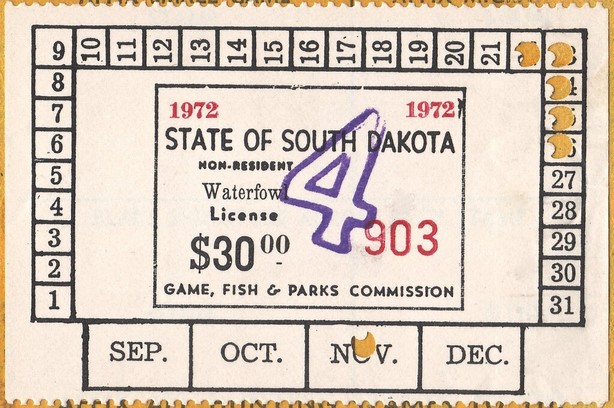 9 10 11 12 13 14 15 16 17 18 19 20 21
8
7
6
5 27
4 28
3 29
2 30
1 31
1972 1972
STATE OF SOUTH DAKOTA
NON-RESIDENT
Waterfowl
License
4
$30 00
903
GAME, FISH & PARKS COMMISSION
SEP. OCT. NOV. DEC.